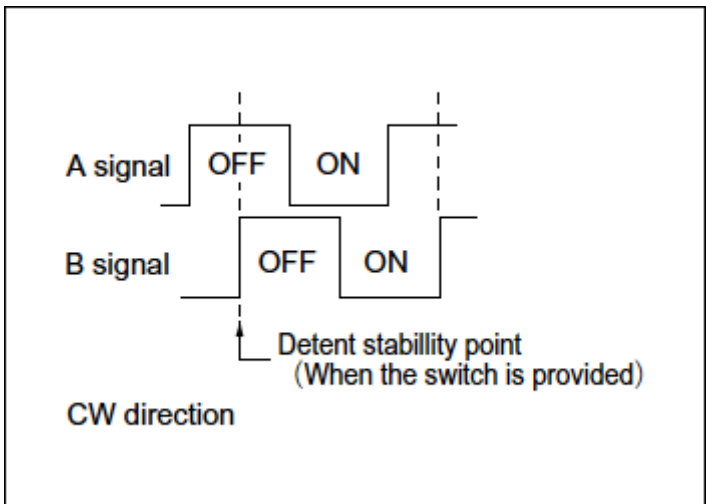 A signal OFF ON
B signal OFF ON
Detent stabillity point
(When the switch is provided)
CW direction